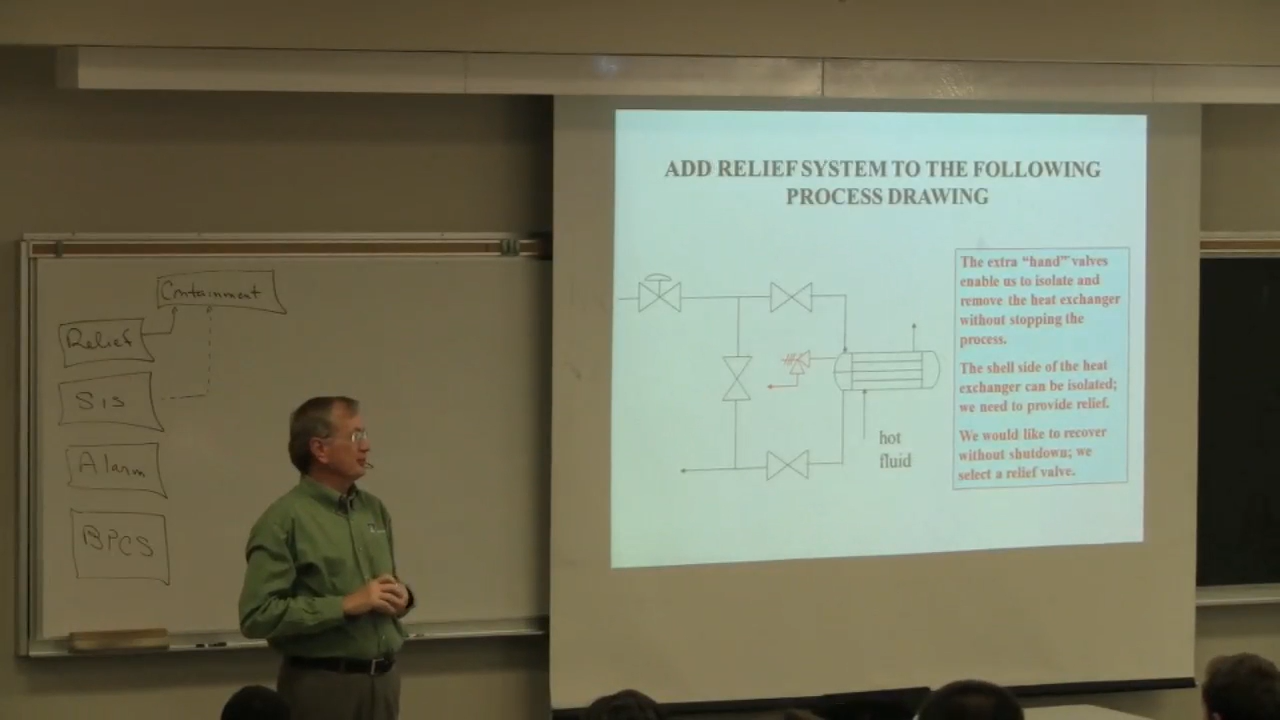 Containment
Relief
SIS
Alarm
BPCS
ADD RELIEF SYSTEM TO THE FOLLOWING
PROCESS DRAWING
The extra “hand” valves
enable us to isolate and
remove the heat exchanger
without stopping the
process.
The shell side of the heat
exchanger can be isolated;
we need to provide relief.
We would like to recover
without shutdown; we
select a relief valve.
hot
fluid